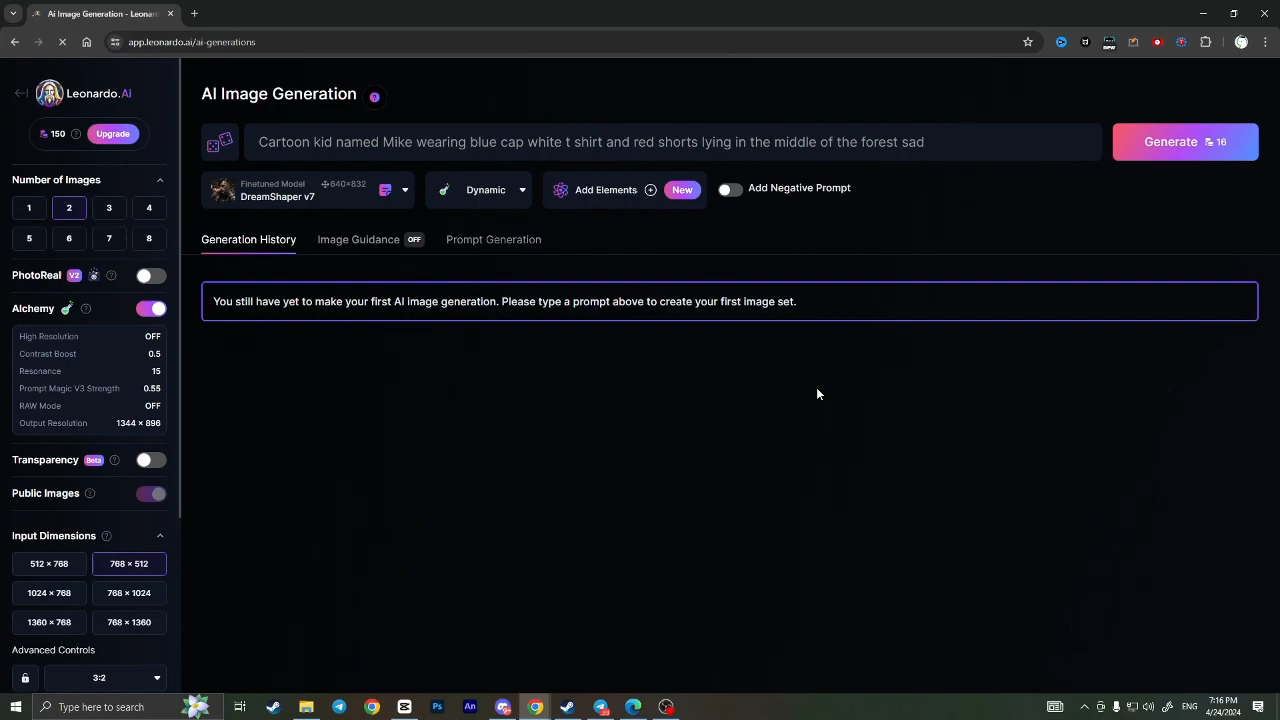 AI Image Generation - Leonar
app.leonardo.ai/ai-generations
Leonardo.Ai
150
Upgrade
Number of Images
1 2 3 4
5 6 7 8
PhotoReal V2
Alchemy
High Resolution OFF
Contrast Boost 0.5
Resonance 15
Prompt Magic V3 Strength 0.55
RAW Mode OFF
Output Resolution 1344 × 896
Transparency Beta
Public Images
Input Dimensions
512 × 768 768 × 512
1024 × 768 768 × 1024
1360 × 768 768 × 1360
Advanced Controls
3:2
AI Image Generation
Cartoon kid named Mike wearing blue cap white t shirt and red shorts lying in the middle of the forest sad
Generate 16
Finetuned Model 640×832
DreamShaper v7
Dynamic
Add Elements New
Add Negative Prompt
Generation History Image Guidance OFF Prompt Generation
You still have yet to make your first AI image generation. Please type a prompt above to create your first image set.
Type here to search
Ps
An
ENG
7:16 PM
4/24/2024